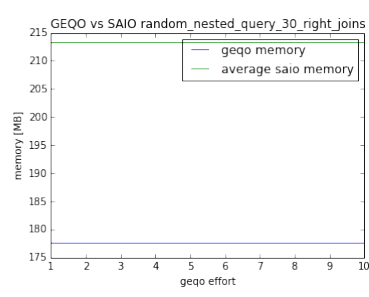 GEQO vs SAIO random_nested_query_30_right_joins
215
geqo memory
average saio memory
210
205
200
195
190
185
180
175
memory [MB]
1 2 3 4 5 6 7 8 9 10
geqo effort